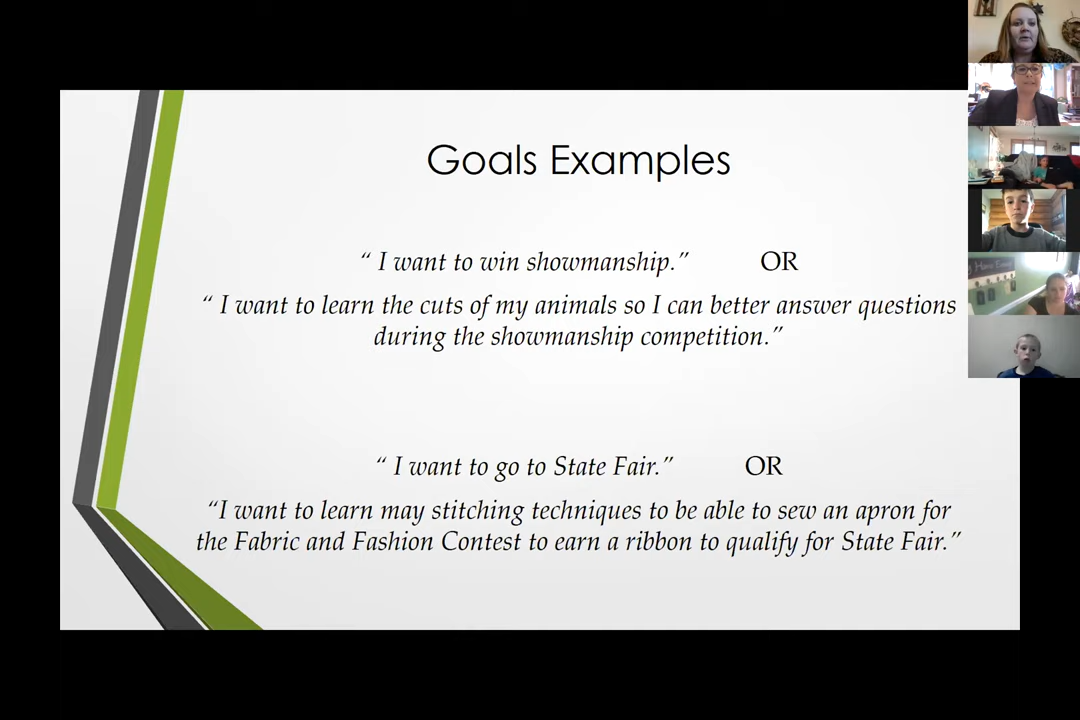 Goals Examples
“ I want to win showmanship.” OR
“ I want to learn the cuts of my animals so I can better answer questions
during the showmanship competition.”
“ I want to go to State Fair.” OR
“I want to learn may stitching techniques to be able to sew an apron for
the Fabric and Fashion Contest to earn a ribbon to qualify for State Fair.”